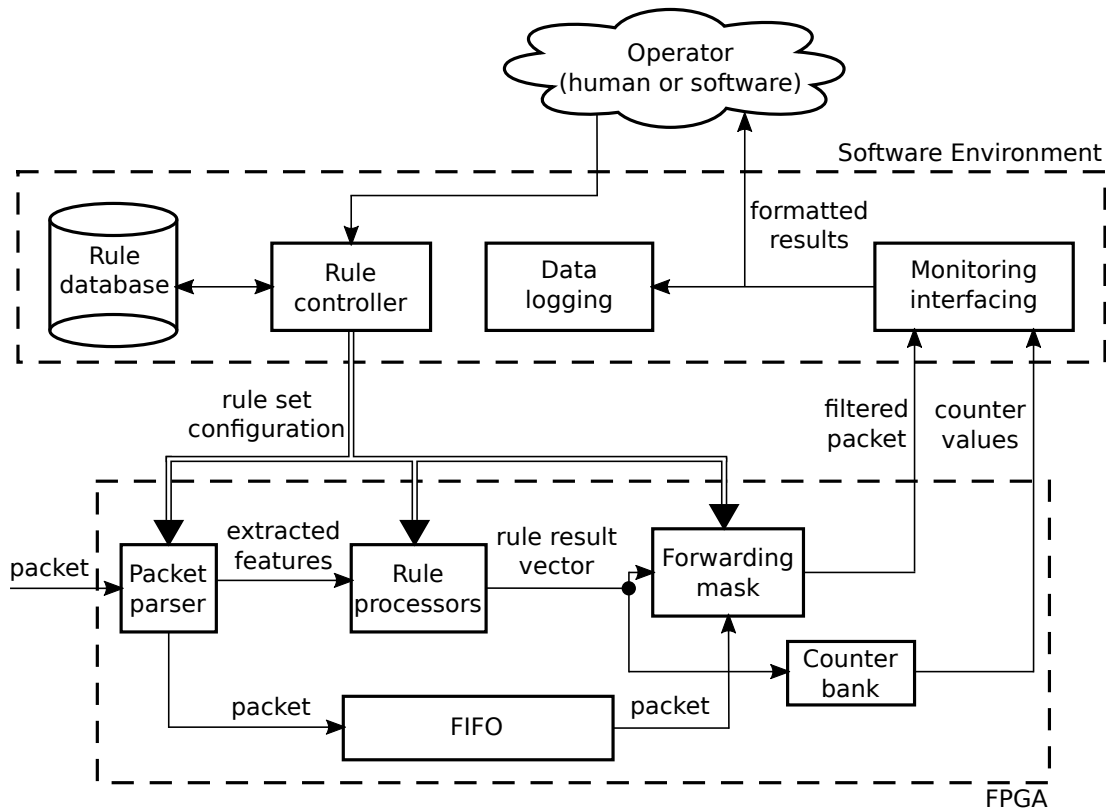 Operator
(human or software)
Software Environment
formatted
results
Rule
database
Rule
controller
Data
logging
Monitoring
interfacing
rule set
configuration
filtered
packet
counter
values
packet
Packet
parser
extracted
features
Rule
processors
rule result
vector
Forwarding
mask
Counter
bank
packet
FIFO
packet
FPGA